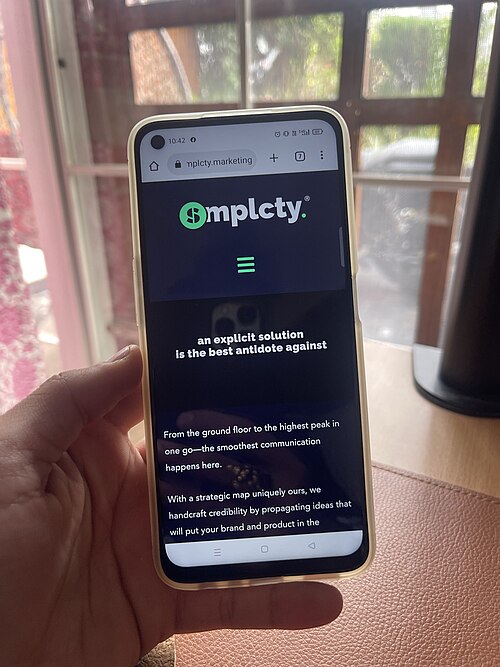 10:42
mplcty.marketing
7
$mplcty.®
an explicit solution
is the best antidote against
From the ground floor to the highest peak in
one go—the smoothest communication
happens here.
With a strategic map uniquely ours, we
handcraft credibility by propagating ideas that
will put your brand and product in the